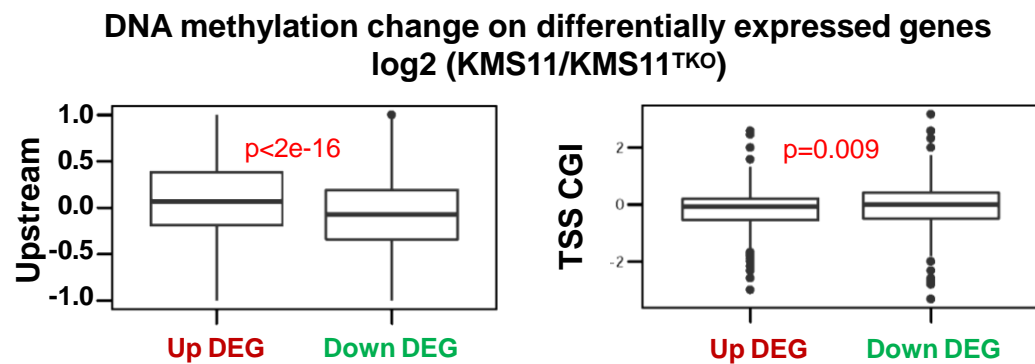 DNA methylation change on differentially expressed genes
log2 (KMS11/KMS11TKO)
Upstream
1.0
0.5
0.0
-0.5
-1.0
p<2e-16
Up DEG
Down DEG
TSS CGI
2
0
-2
p=0.009
Up DEG
Down DEG